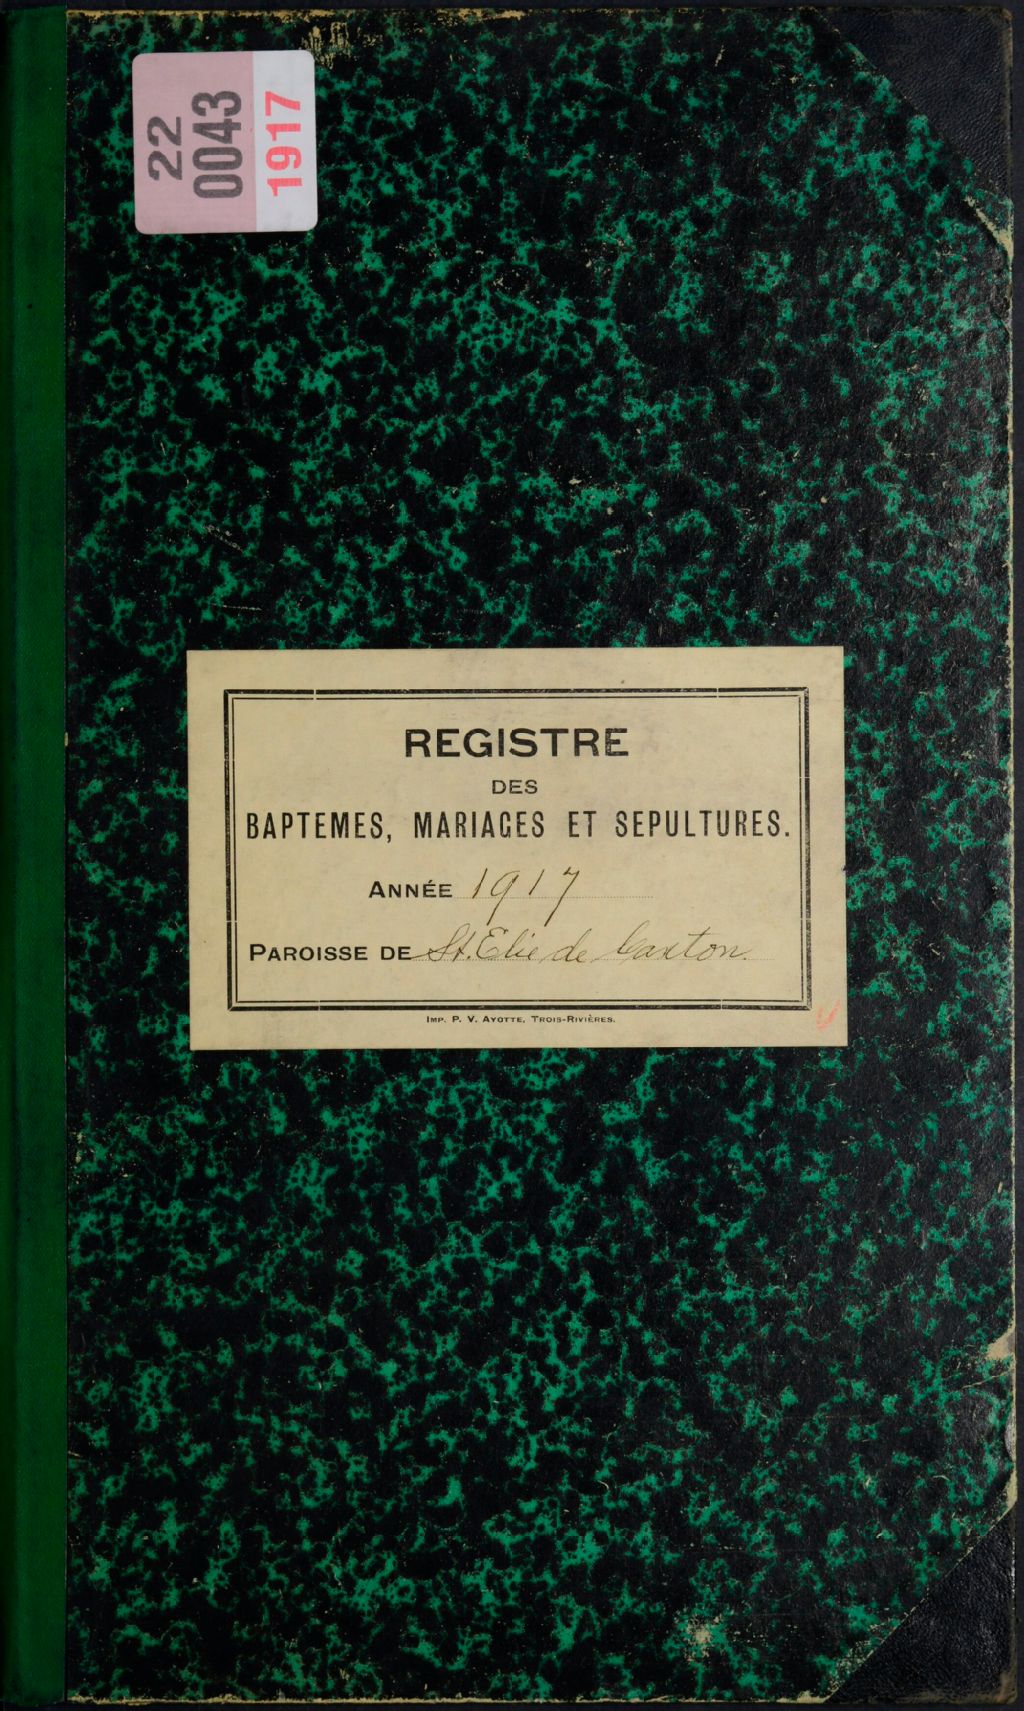 22
0043
1917
REGISTRE
DES
BAPTEMES, MARIAGES ET SEPULTURES.
ANNÉE 1917
PAROISSE DE St. Elie de Caxton.
IMP. P. V. AYOTTE, TROIS-RIVIÈRES.